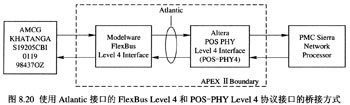 Atlantic
AMCG
KHATANGA
S19205CBI
0119
98437OZ
Modelware
FlexBus
Level 4 Interface
Altera
POS PHY
Level 4 Interface
(POS-PHY4)
PMC Sierra
Network
Processor
APEX II Boundary
图 8.20 使用 Atlantic 接口的 FlexBus Level 4 和 POS-PHY Level 4 协议接口的桥接方式